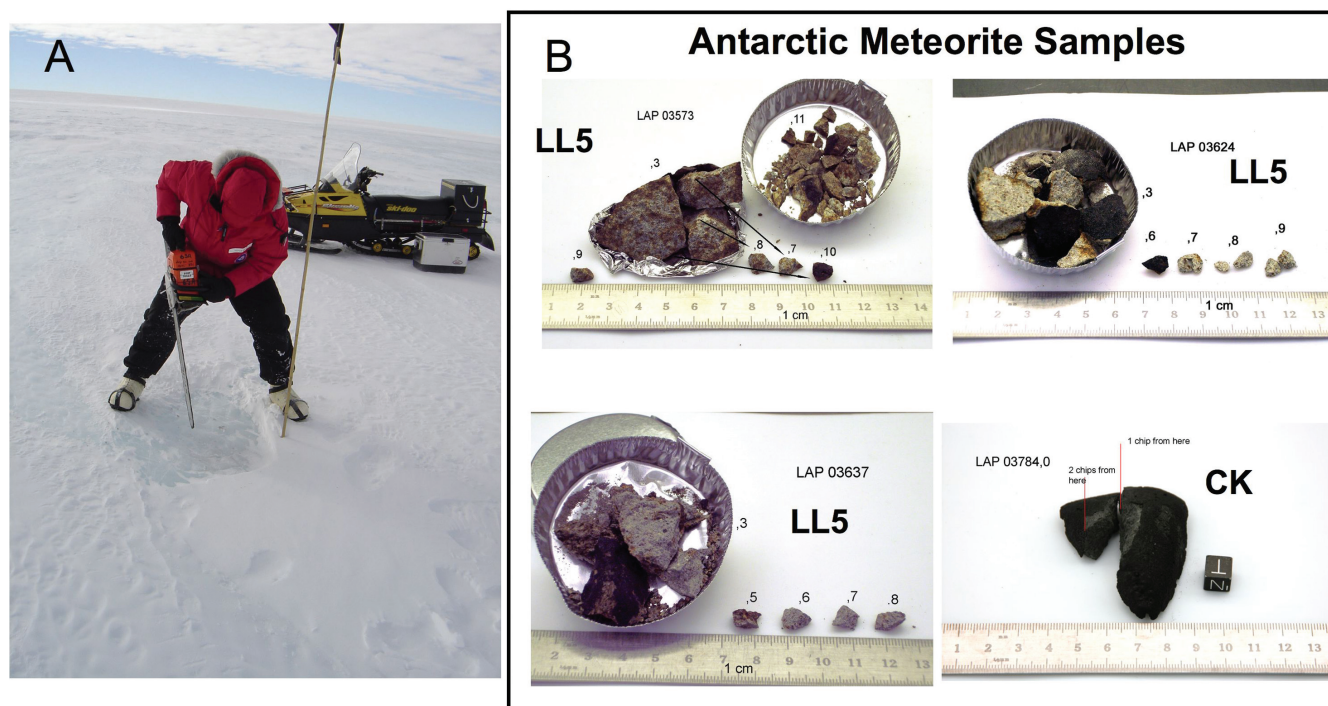 A
ski-doo
B
Antarctic Meteorite Samples
LAP 03573
LL5
,11
,3
,9
,8
,7
,10
1 2 3 4 5 6 7 8 9 10 11 12 13 14
1 cm
LAP 03624
LL5
,3
,6
,7
,8
,9
1 2 3 4 5 6 7 8 9 10 11 12 13
1 cm
LAP 03637
LL5
,3
,5
,6
,7
,8
2 3 4 5 6 7 8 9 10 11 12 13
1 cm
1 chip from here
LAP 03784,0
2 chips from
here
CK
T
N
1 2 3 4 5 6 7 8 9 10 11 12 13